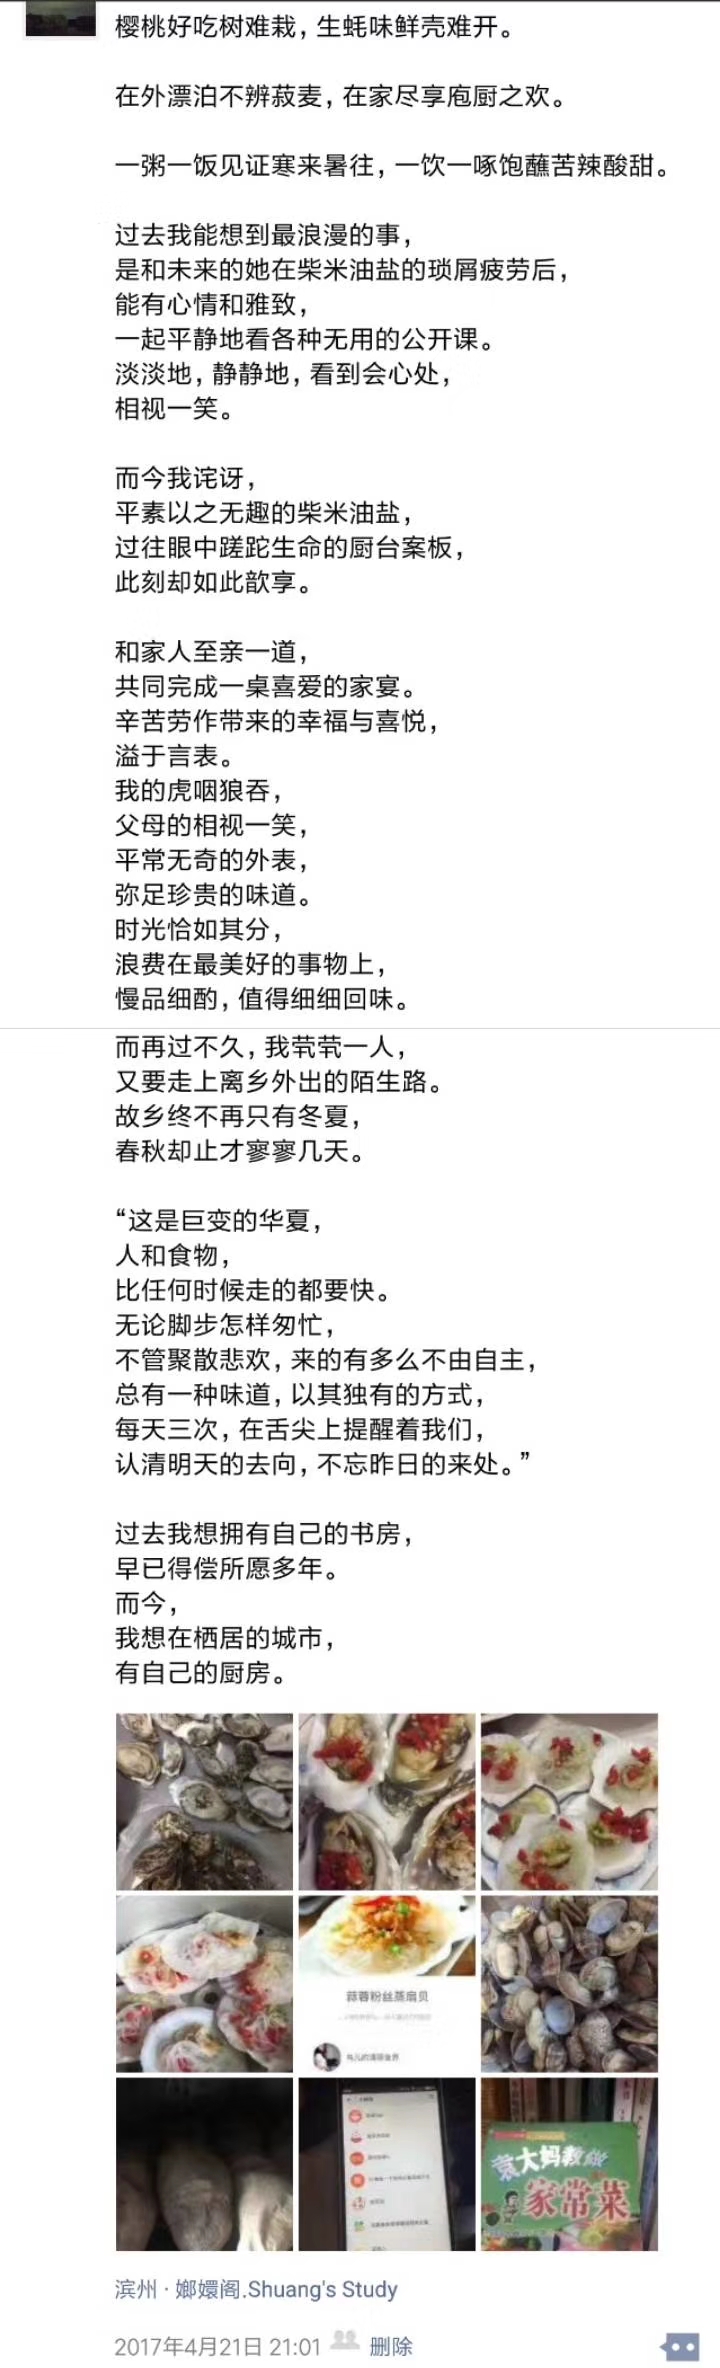 樱桃好吃树难栽，生蚝味鲜壳难开。
在外漂泊不辨菽麦，在家尽享庖厨之欢。
一粥一饭见证寒来暑往，一饮一啄饱蘸苦辣酸甜。
过去我能想到最浪漫的事，
是和未来的她在柴米油盐的琐屑疲劳后，
能有心情和雅致，
一起平静地看各种无用的公开课。
淡淡地，静静地，看到会心处，
相视一笑。
而今我诧讶，
平素以之无趣的柴米油盐，
过往眼中蹉跎生命的厨台案板，
此刻却如此歆享。
和家人至亲一道，
共同完成一桌喜爱的家宴。
辛苦劳作带来的幸福与喜悦，
溢于言表。
我的虎咽狼吞，
父母的相视一笑，
平常无奇的外表，
弥足珍贵的味道。
时光恰如其分，
浪费在最美好的事物上，
慢品细酌，值得细细回味。
而再过不久，我茕茕一人，
又要走上离乡外出的陌生路。
故乡终不再只有冬夏，
春秋却止才寥寥几天。
“这是巨变的华夏，
人和食物，
比任何时候走的都要快。
无论脚步怎样匆忙，
不管聚散悲欢，来的有多么不由自主，
总有一种味道，以其独有的方式，
每天三次，在舌尖上提醒着我们，
认清明天的去向，不忘昨日的来处。”
过去我想拥有自己的书房，
早已得偿所愿多年。
而今，
我想在栖居的城市，
有自己的厨房。
蒜蓉粉丝蒸扇贝
袁大妈教做
家常菜
滨州 · 嫏嬛阁.Shuang's Study
2017年4月21日 21:01 删除